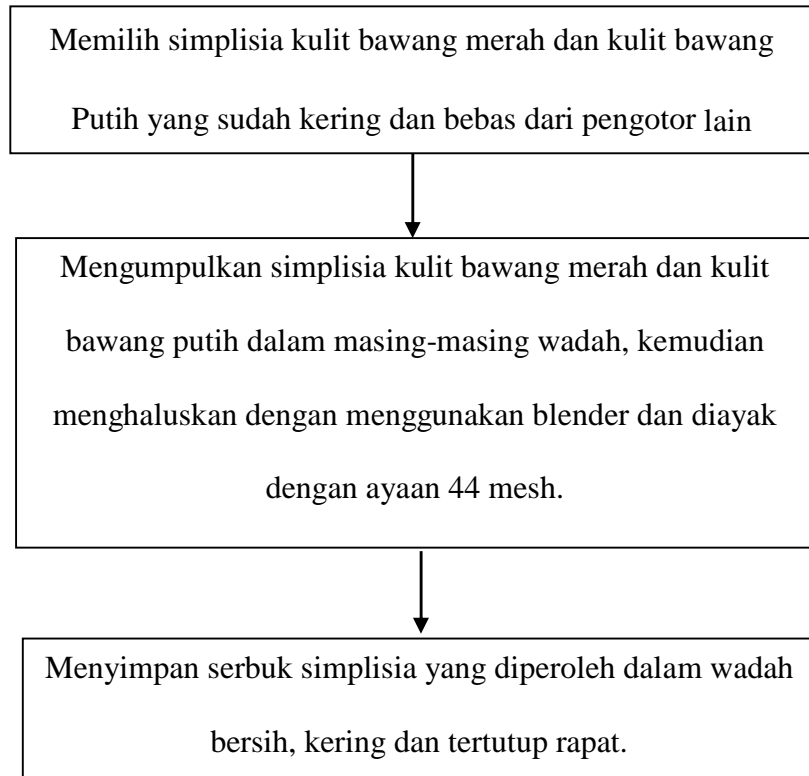 Memilih simplisia kulit bawang merah dan kulit bawang
Putih yang sudah kering dan bebas dari pengotor lain
Mengumpulkan simplisia kulit bawang merah dan kulit
bawang putih dalam masing-masing wadah, kemudian
menghaluskan dengan menggunakan blender dan diayak
dengan ayaan 44 mesh.
Menyimpan serbuk simplisia yang diperoleh dalam wadah
bersih, kering dan tertutup rapat.